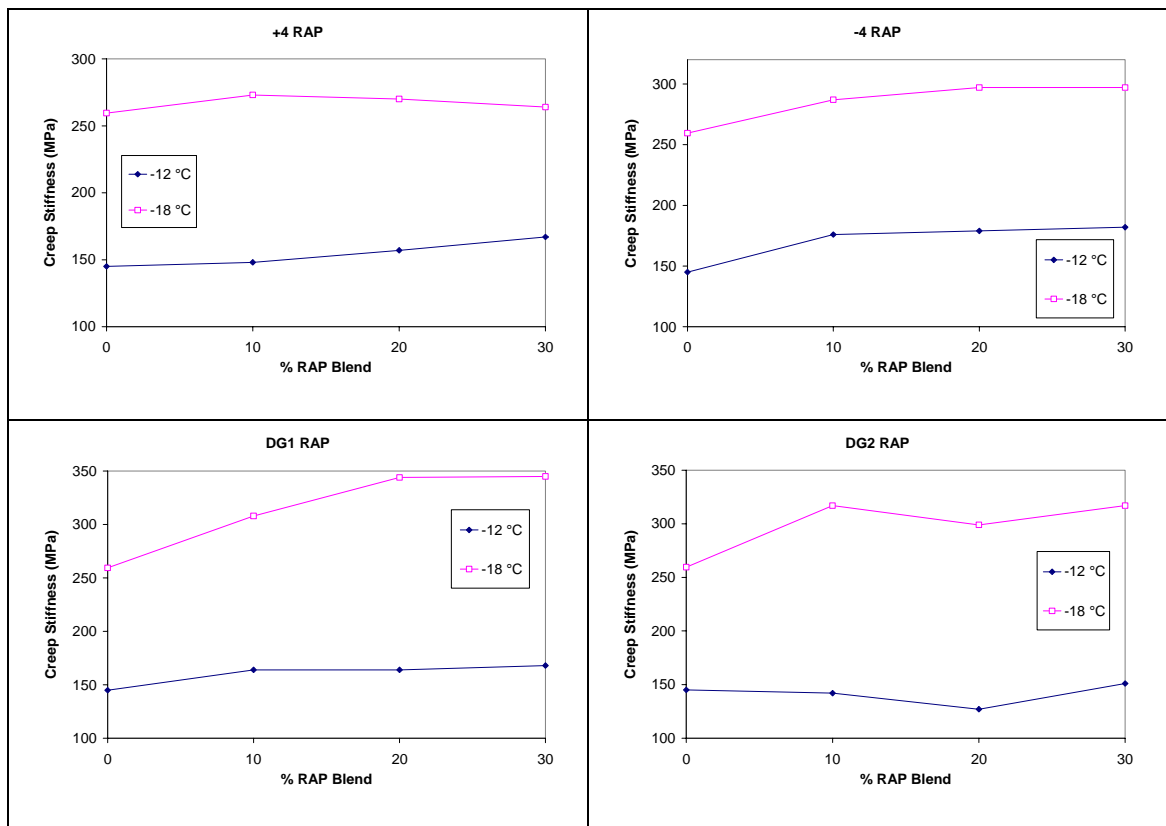 +4 RAP
300
250
200
150
100
0 10 20 30
% RAP Blend
Creep Stiffness (MPa)
-12 °C
-18 °C
-4 RAP
300
250
200
150
100
0 10 20 30
% RAP Blend
Creep Stiffness (MPa)
-12 °C
-18 °C
DG1 RAP
350
300
250
200
150
100
0 10 20 30
% RAP Blend
Creep Stiffness (MPa)
-12 °C
-18 °C
DG2 RAP
350
300
250
200
150
100
0 10 20 30
% RAP Blend
Creep Stiffness (MPa)
-12 °C
-18 °C